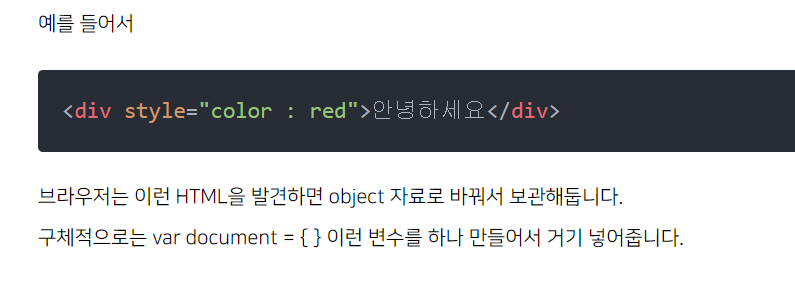 예를 들어서
<div style="color : red">안녕하세요</div>
브라우저는 이런 HTML을 발견하면 object 자료로 바꿔서 보관해둡니다.
구체적으로는 var document = { } 이런 변수를 하나 만들어서 거기 넣어줍니다.